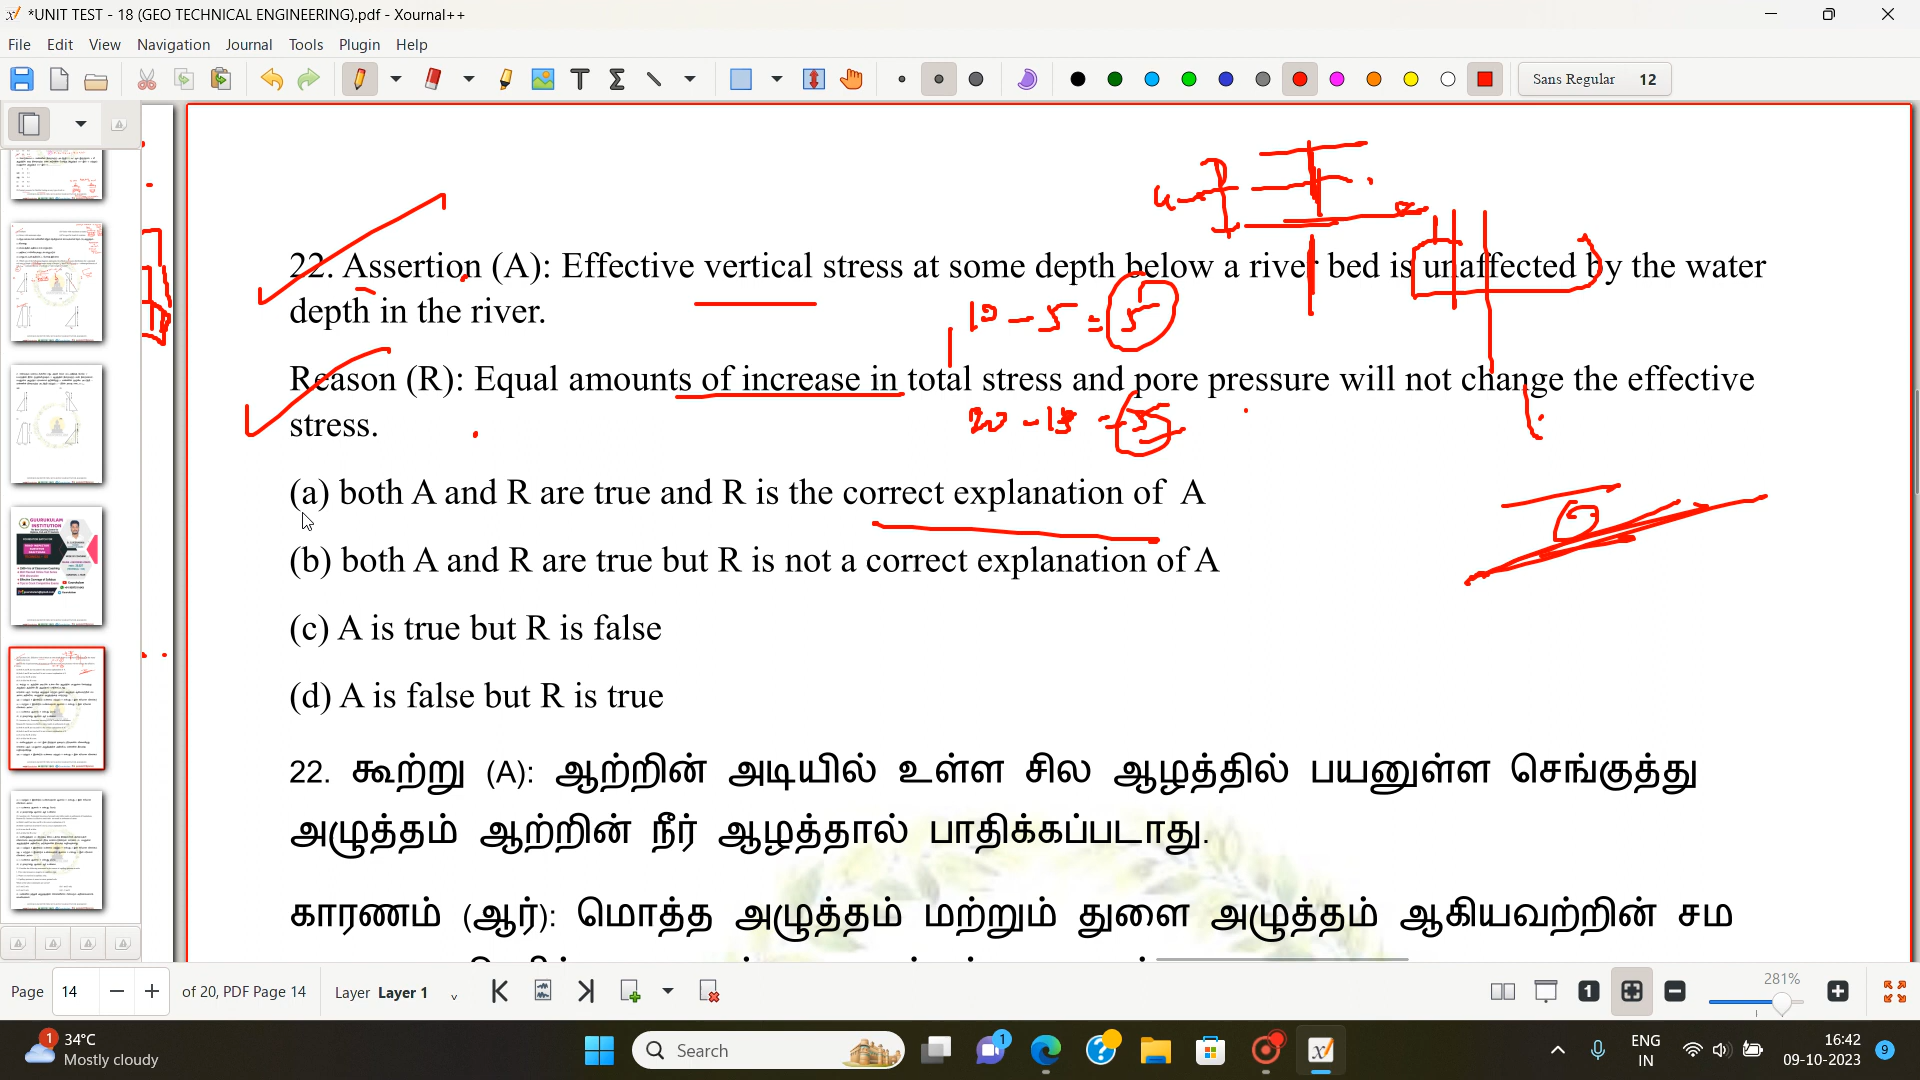 *UNIT TEST - 18 (GEO TECHNICAL ENGINEERING).pdf - Xournal++
File Edit View Navigation Journal Tools Plugin Help
Sans Regular 12
22. Assertion (A): Effective vertical stress at some depth below a river bed is unaffected by the water
depth in the river.
10 - 5 = 5
Reason (R): Equal amounts of increase in total stress and pore pressure will not change the effective
stress.
20 - 15 = 5
(a) both A and R are true and R is the correct explanation of A
(b) both A and R are true but R is not a correct explanation of A
(c) A is true but R is false
(d) A is false but R is true
22. கூற்று (A): ஆற்றின் அடியில் உள்ள சில ஆழத்தில் பயனுள்ள செங்குத்து
அழுத்தம் ஆற்றின் நீர் ஆழத்தால் பாதிக்கப்படாது.
காரணம் (ஆர்): மொத்த அழுத்தம் மற்றும் துளை அழுத்தம் ஆகியவற்றின் சம
Page 14 of 20, PDF Page 14 Layer Layer 1 281%
34°C
Mostly cloudy
Search
ENG
IN
16:42
09-10-2023